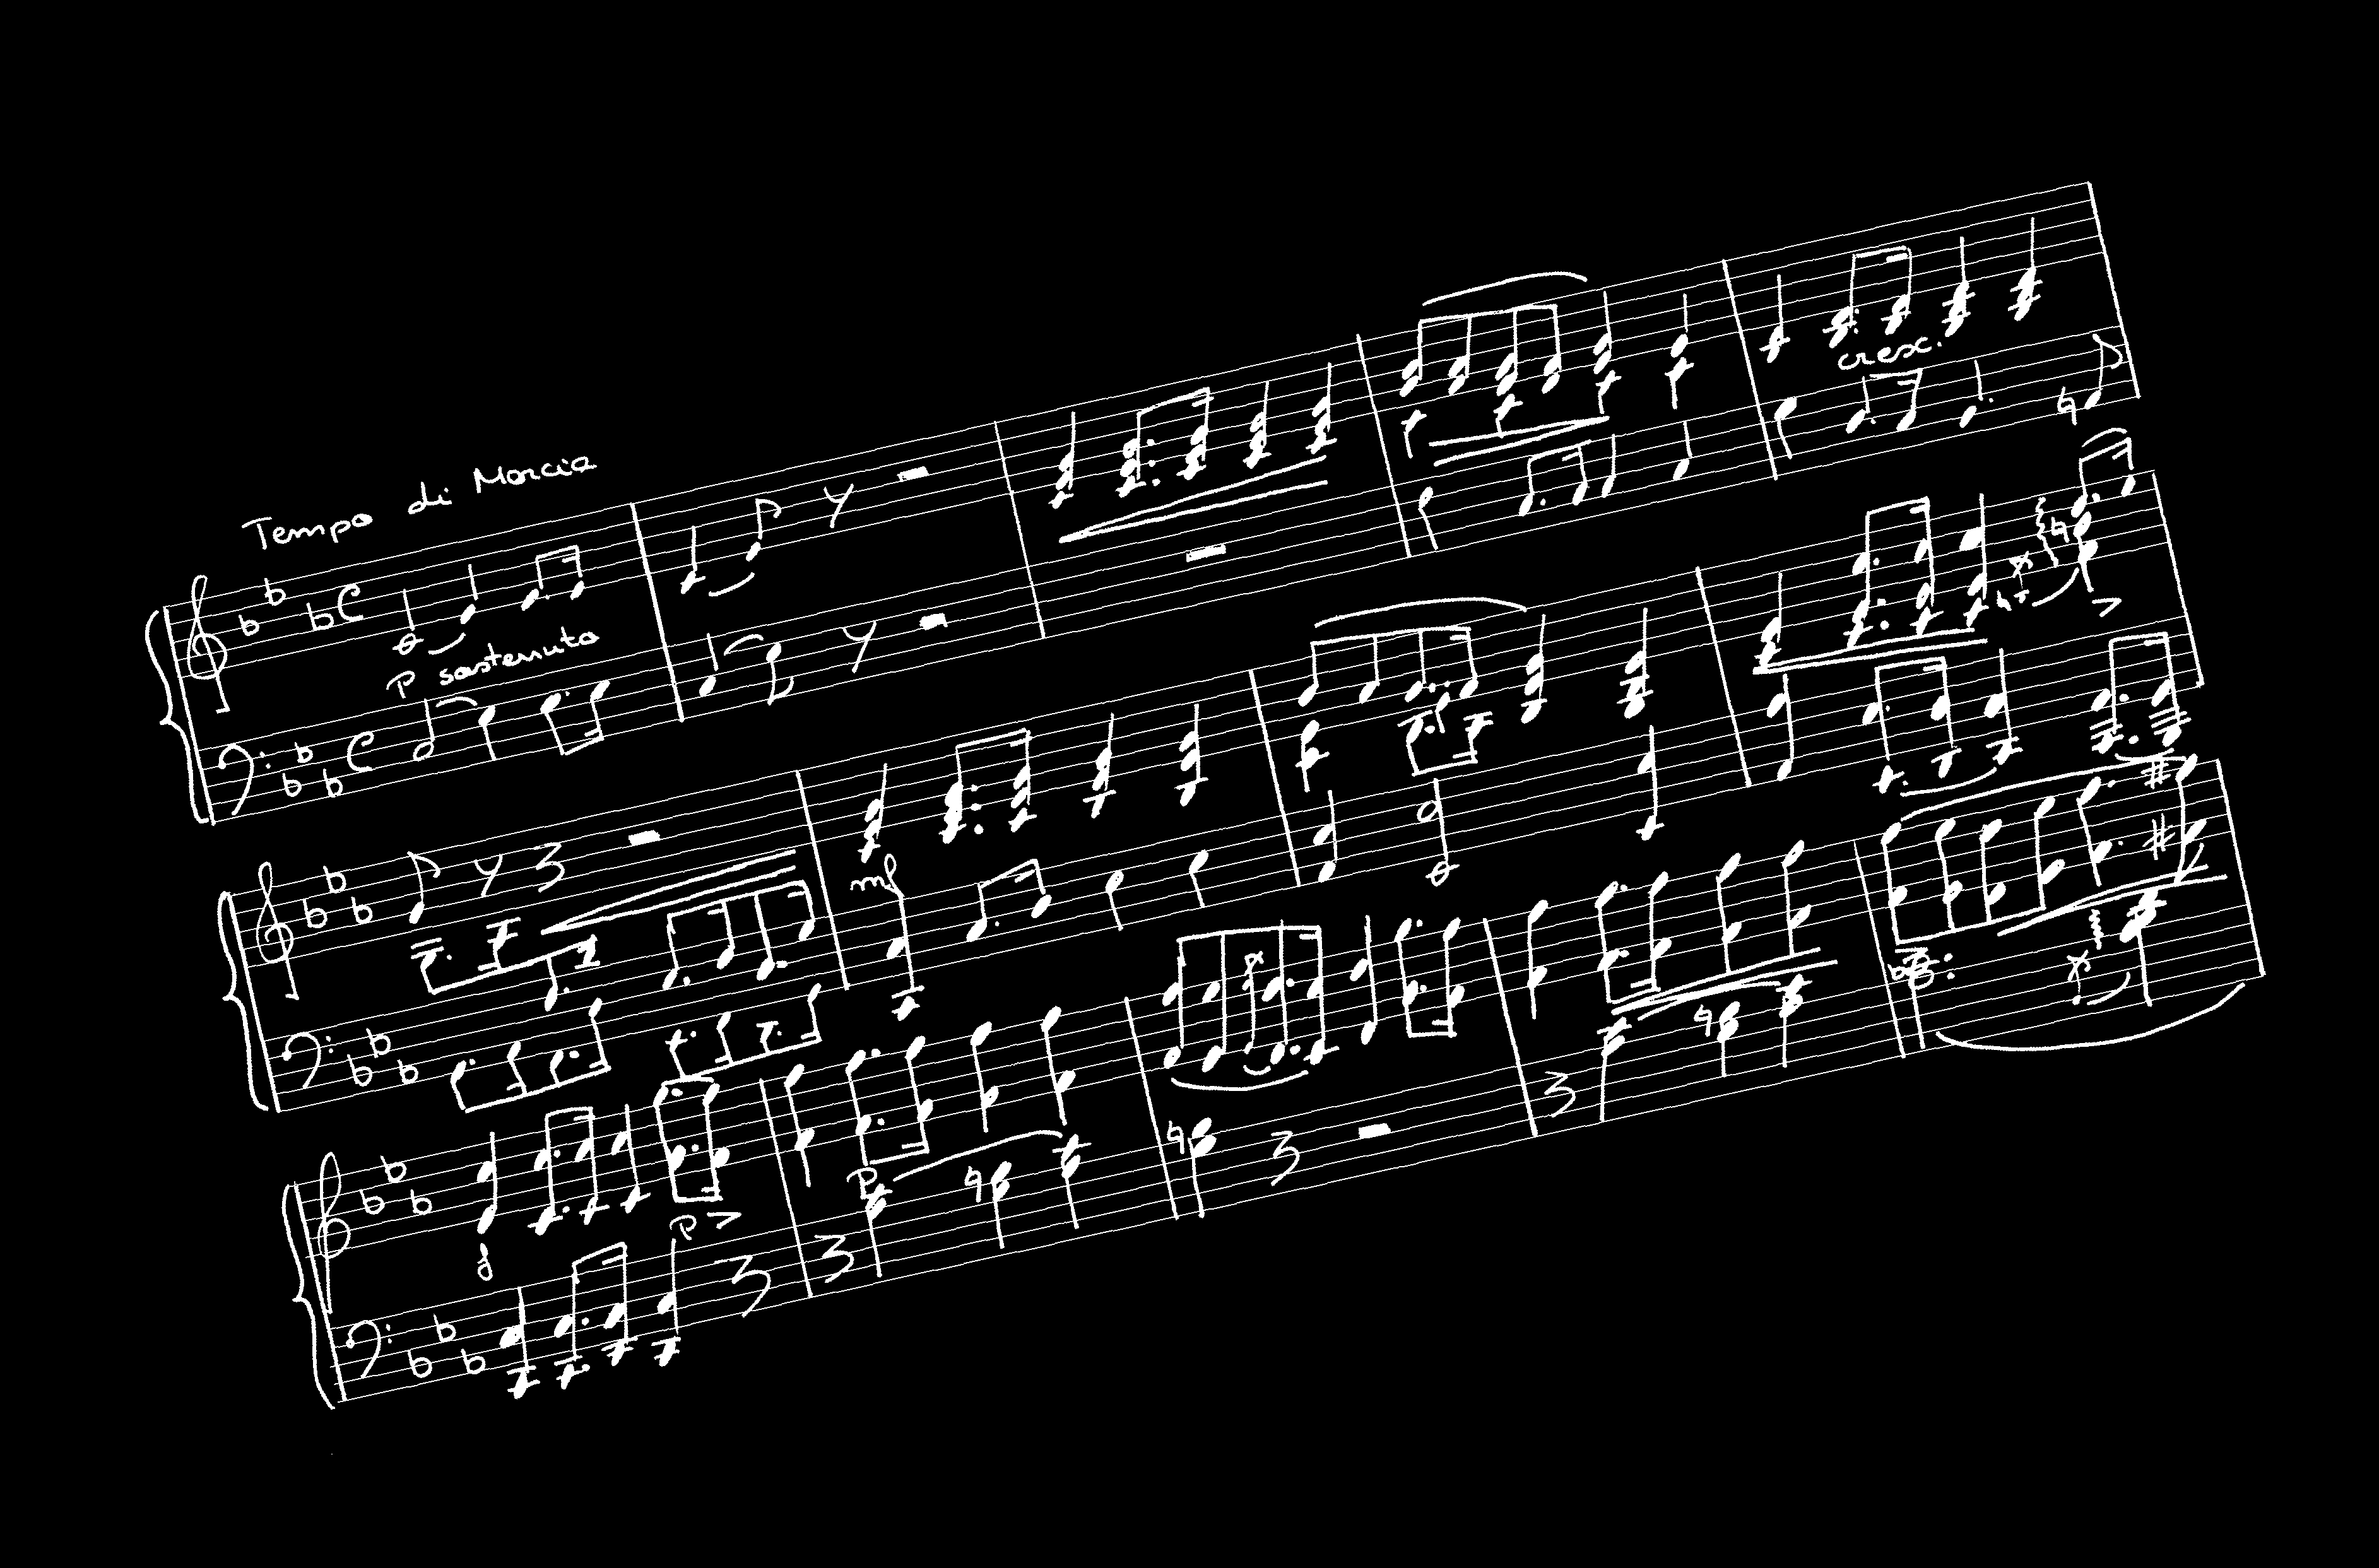 Tempo di Marcia
p sostenuto
cresc.
mf
f
p
p